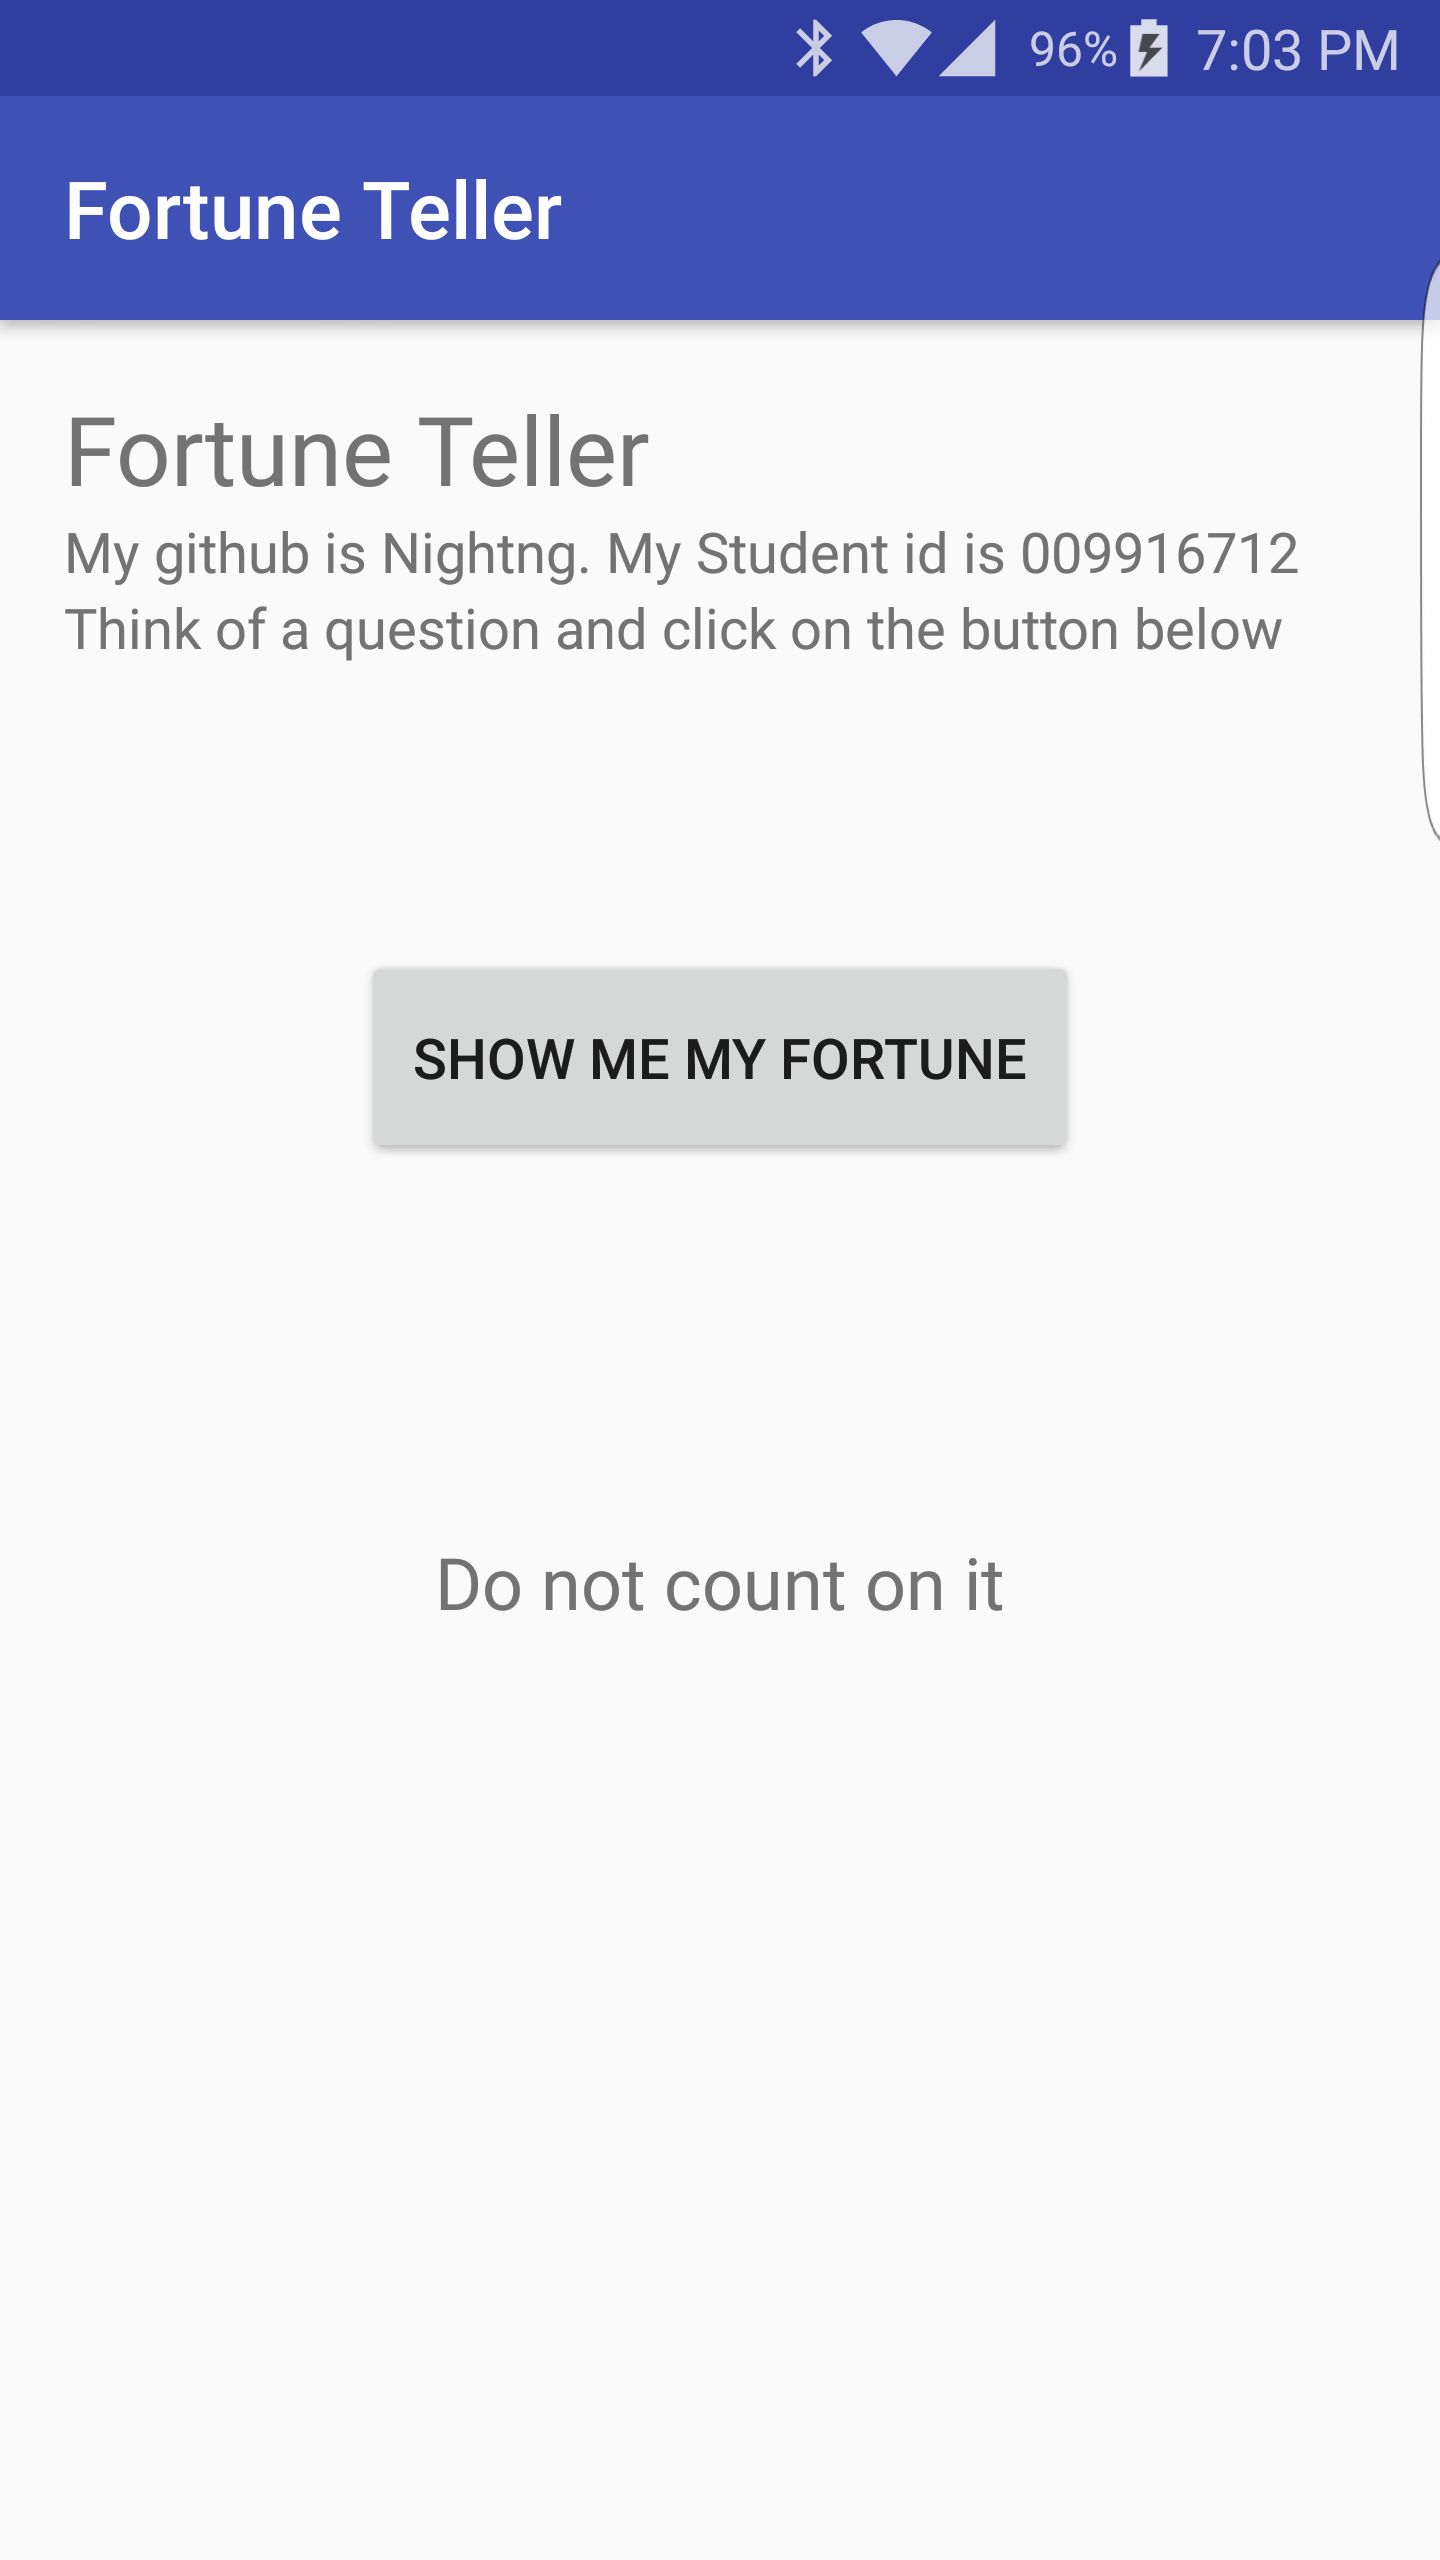 96% 7:03 PM
Fortune Teller
Fortune Teller
My github is Nightng. My Student id is 009916712
Think of a question and click on the button below
SHOW ME MY FORTUNE
Do not count on it